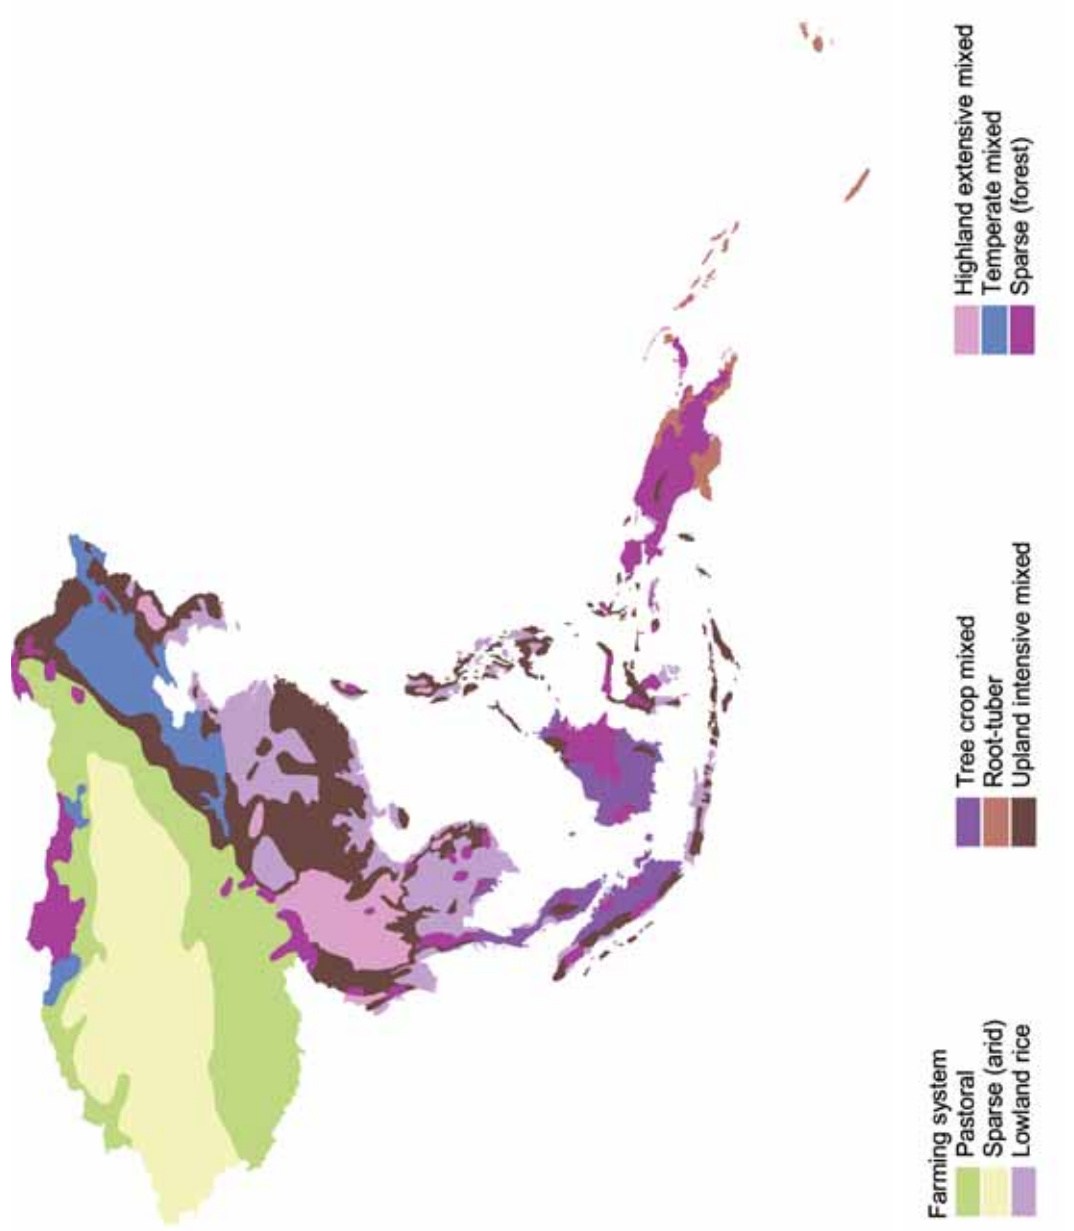 Farming system
Pastoral
Sparse (arid)
Lowland rice
Tree crop mixed
Root-tuber
Upland intensive mixed
Highland extensive mixed
Temperate mixed
Sparse (forest)